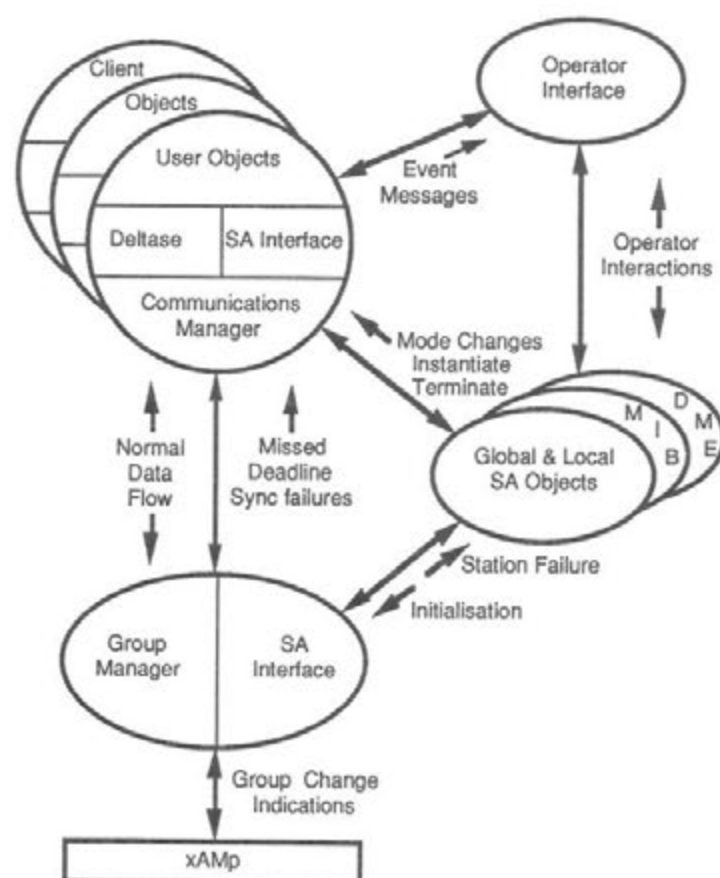 Client
Objects
User Objects
Deltase
SA Interface
Communications
Manager
Operator
Interface
Event
Messages
Operator
Interactions
Mode Changes
Instantiate
Terminate
D
M
E
M
I
B
Global & Local
SA Objects
Normal
Data
Flow
Missed
Deadline
Sync failures
Station Failure
Initialisation
Group
Manager
SA
Interface
Group Change
Indications
xAMp